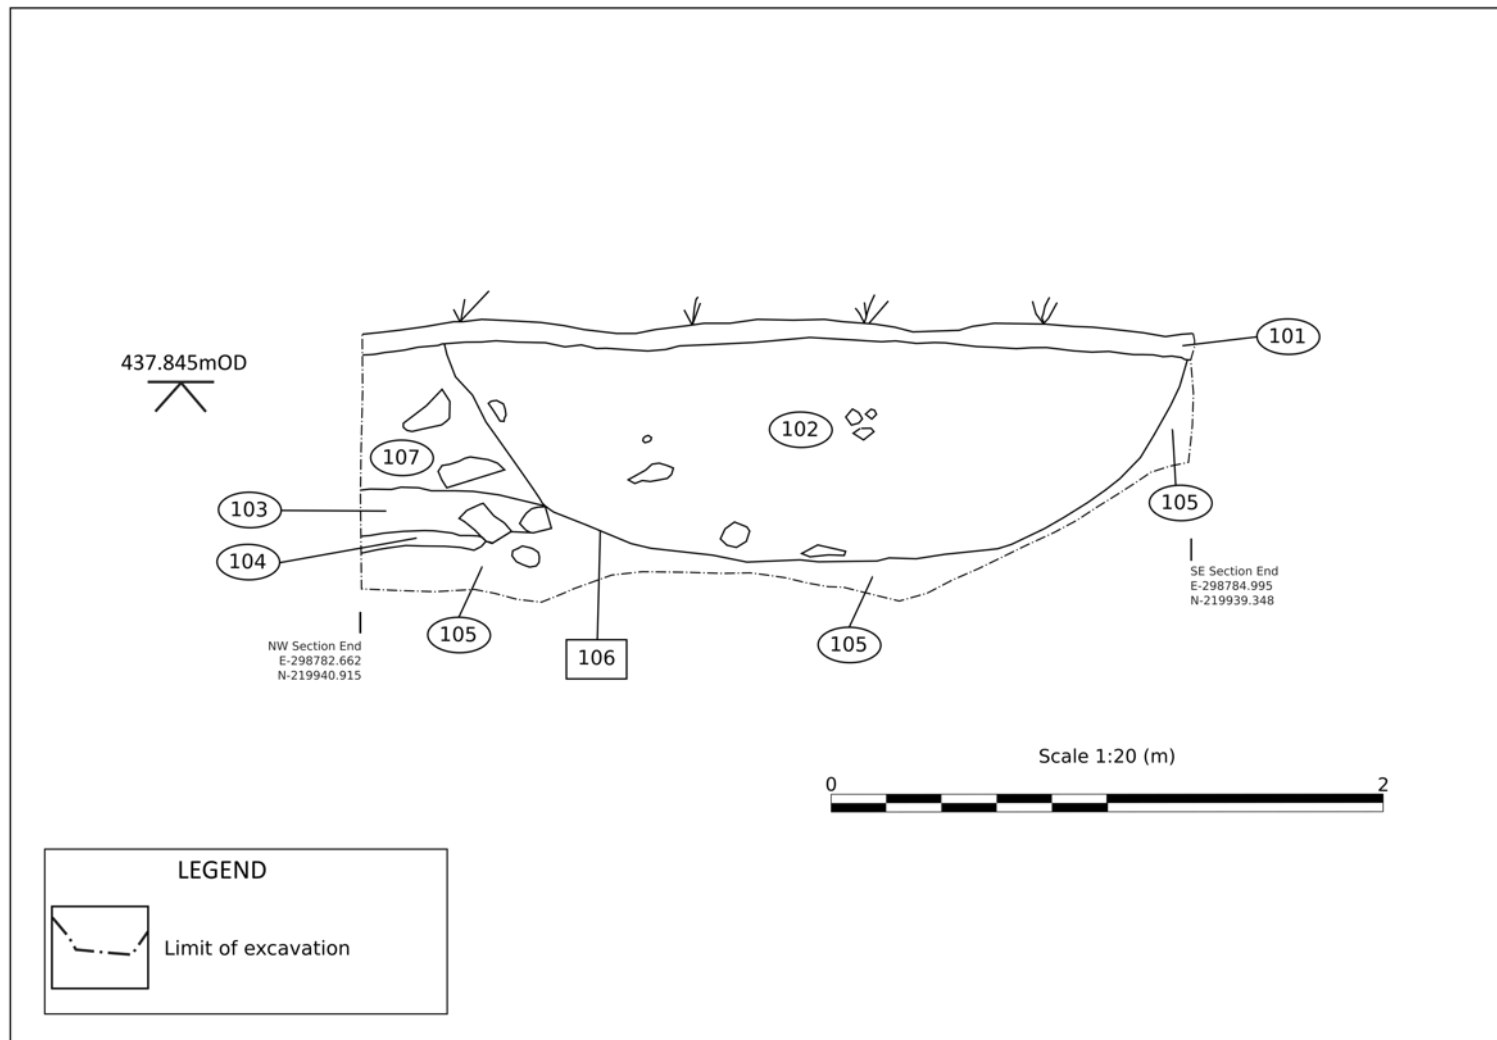 437.845mOD
101
102
107
103
104
105
105
105
106
SE Section End
E-298784.995
N-219939.348
NW Section End
E-298782.662
N-219940.915
Scale 1:20 (m)
0 2
LEGEND
Limit of excavation